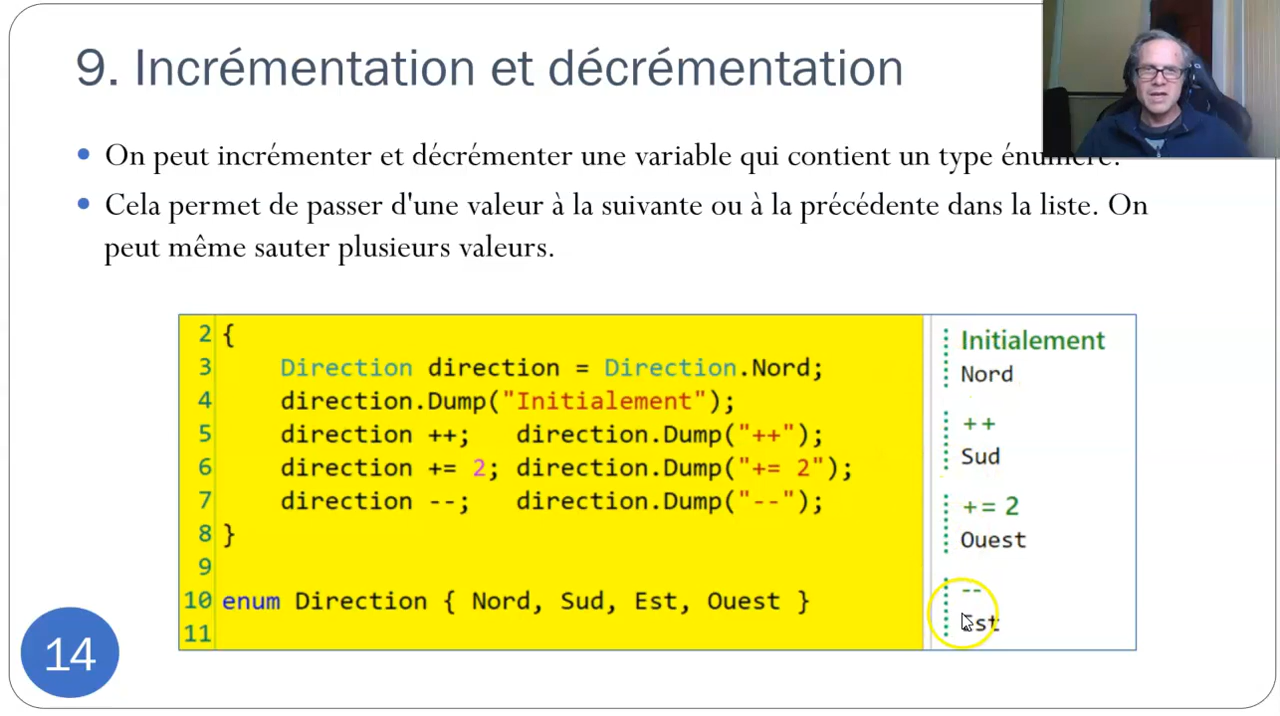 9. Incrémentation et décrémentation
On peut incrémenter et décrémenter une variable qui contient un type énuméré.
Cela permet de passer d'une valeur à la suivante ou à la précédente dans la liste. On
peut même sauter plusieurs valeurs.
2 {
3 Direction direction = Direction.Nord;
4 direction.Dump("Initialement");
5 direction ++; direction.Dump("++");
6 direction += 2; direction.Dump("+= 2");
7 direction --; direction.Dump("--");
8 }
9
10 enum Direction { Nord, Sud, Est, Ouest }
11
Initialement
Nord
++
Sud
+= 2
Ouest
--
Est
14